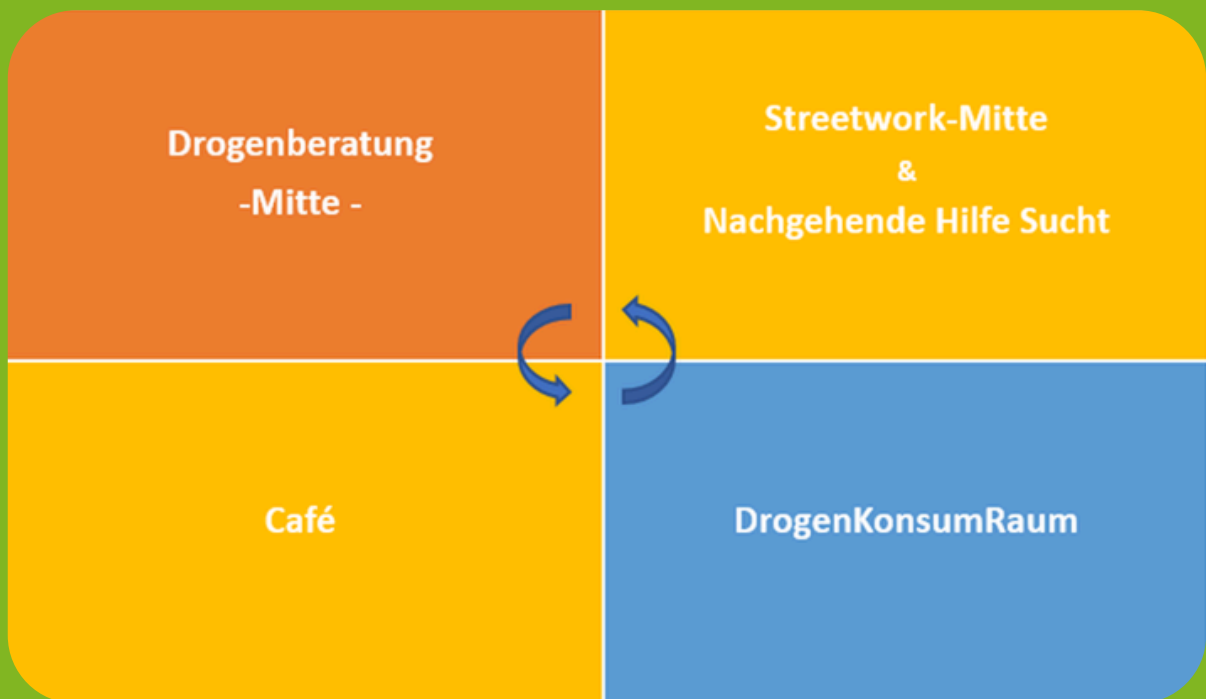 Drogenberatung
-Mitte -
Streetwork-Mitte
&
Nachgehende Hilfe Sucht
Café
DrogenKonsumRaum